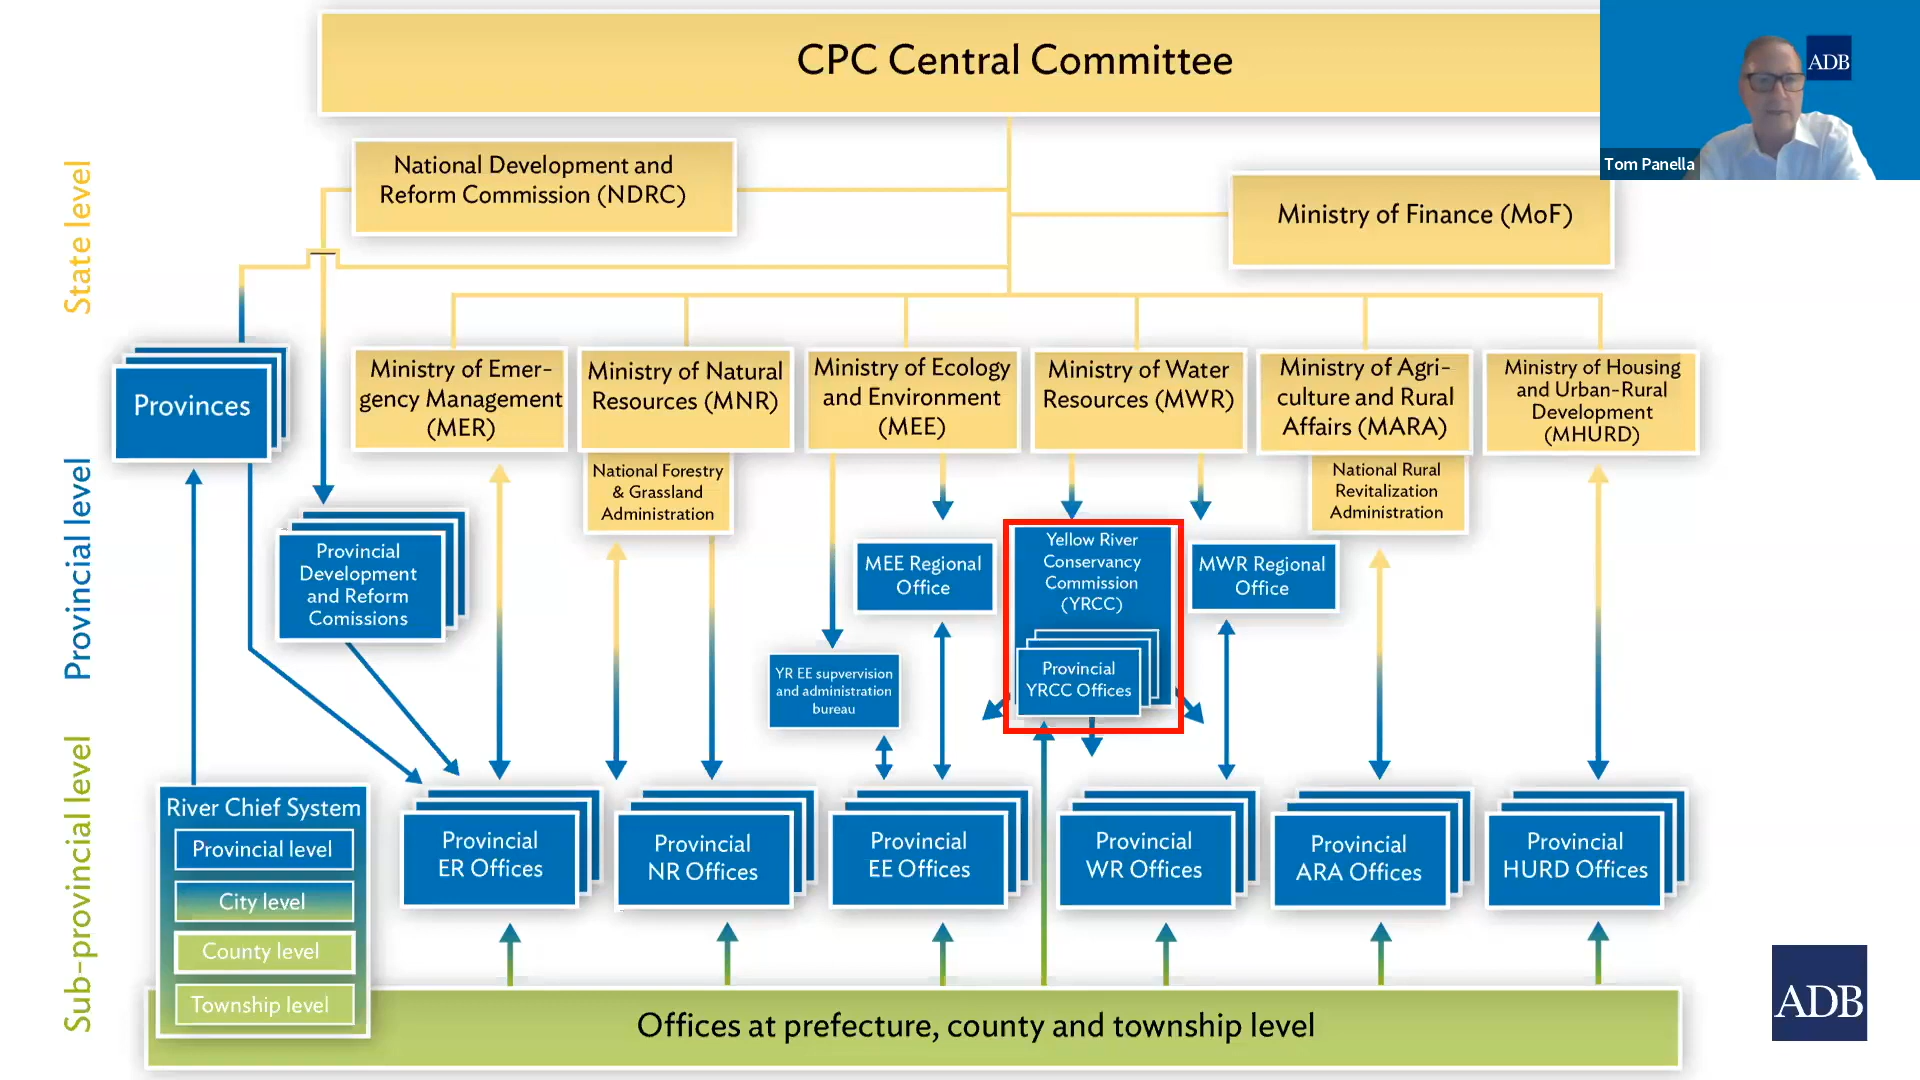 CPC Central Committee
ADB
Tom Panella
State level
National Development and
Reform Commission (NDRC)
Ministry of Finance (MoF)
Provincial level
Provinces
Ministry of Emer-
gency Management
(MER)
Ministry of Natural
Resources (MNR)
National Forestry
& Grassland
Administration
Ministry of Ecology
and Environment
(MEE)
Ministry of Water
Resources (MWR)
Ministry of Agri-
culture and Rural
Affairs (MARA)
National Rural
Revitalization
Administration
Ministry of Housing
and Urban-Rural
Development
(MHURD)
Provincial
Development
and Reform
Comissions
MEE Regional
Office
Yellow River
Conservancy
Commission
(YRCC)
Provincial
YRCC Offices
MWR Regional
Office
YR EE supvervision
and administration
bureau
Sub-provincial level
River Chief System
Provincial level
City level
County level
Township level
Provincial
ER Offices
Provincial
NR Offices
Provincial
EE Offices
Provincial
WR Offices
Provincial
ARA Offices
Provincial
HURD Offices
Offices at prefecture, county and township level
ADB